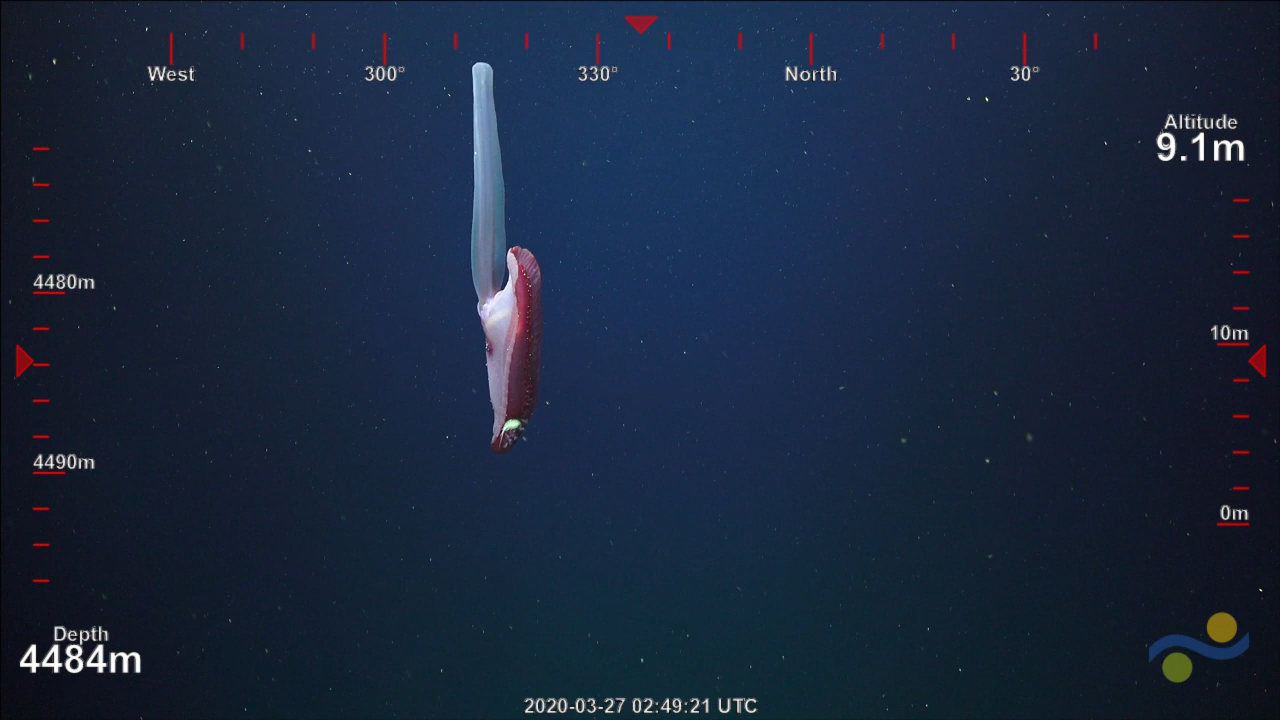 West 300° 330° North 30°
Altitude
9.1m
4480m
10m
4490m
0m
Depth
4484m
2020-03-27 02:49:21 UTC